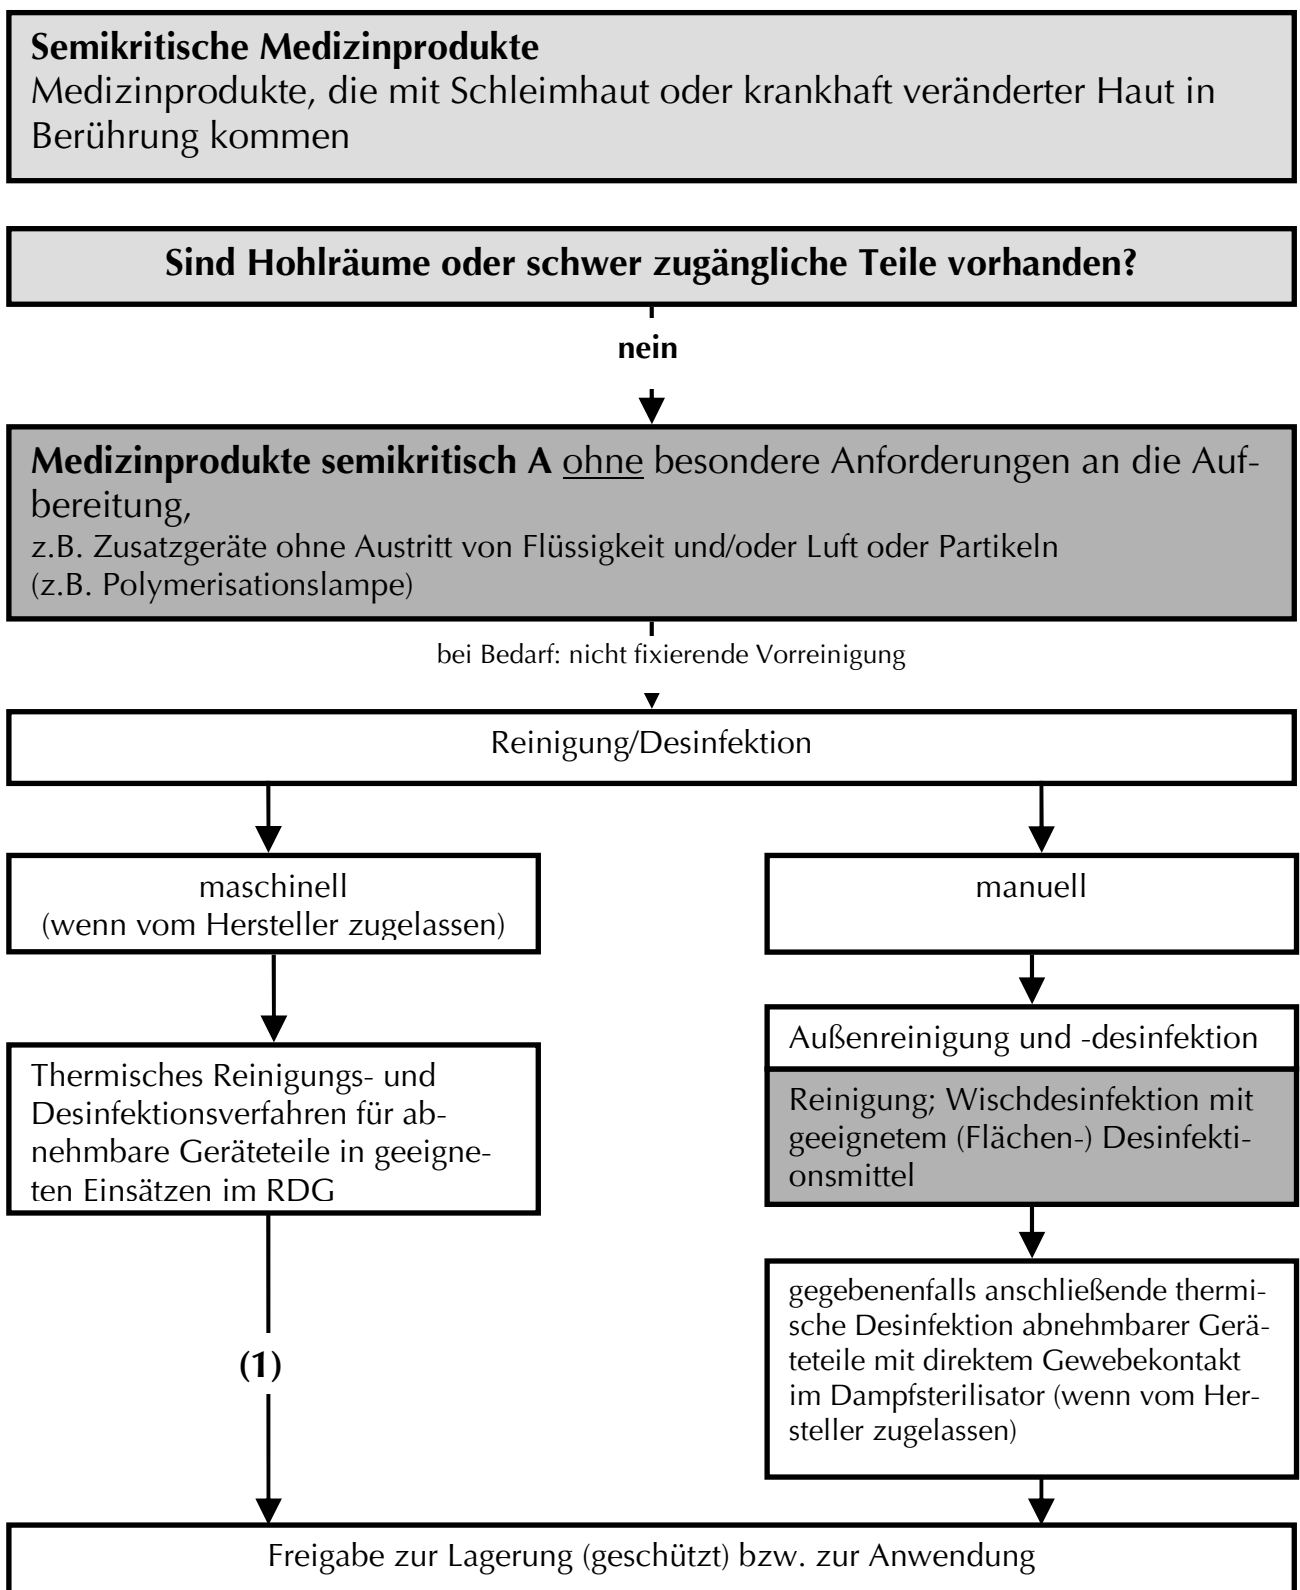 Semikritische Medizinprodukte
Medizinprodukte, die mit Schleimhaut oder krankhaft veränderter Haut in
Berührung kommen
Sind Hohlräume oder schwer zugängliche Teile vorhanden?
nein
Medizinprodukte semikritisch A ohne besondere Anforderungen an die Auf-
bereitung,
z.B. Zusatzgeräte ohne Austritt von Flüssigkeit und/oder Luft oder Partikeln
(z.B. Polymerisationslampe)
bei Bedarf: nicht fixierende Vorreinigung
Reinigung/Desinfektion
maschinell
(wenn vom Hersteller zugelassen)
Thermisches Reinigungs- und
Desinfektionsverfahren für ab-
nehmbare Geräteteile in geeigne-
ten Einsätzen im RDG
(1)
manuell
Außenreinigung und -desinfektion
Reinigung; Wischdesinfektion mit
geeignetem (Flächen-) Desinfekti-
onsmittel
gegebenenfalls anschließende thermi-
sche Desinfektion abnehmbarer Gerä-
teteile mit direktem Gewebekontakt
im Dampfsterilisator (wenn vom Her-
steller zugelassen)
Freigabe zur Lagerung (geschützt) bzw. zur Anwendung